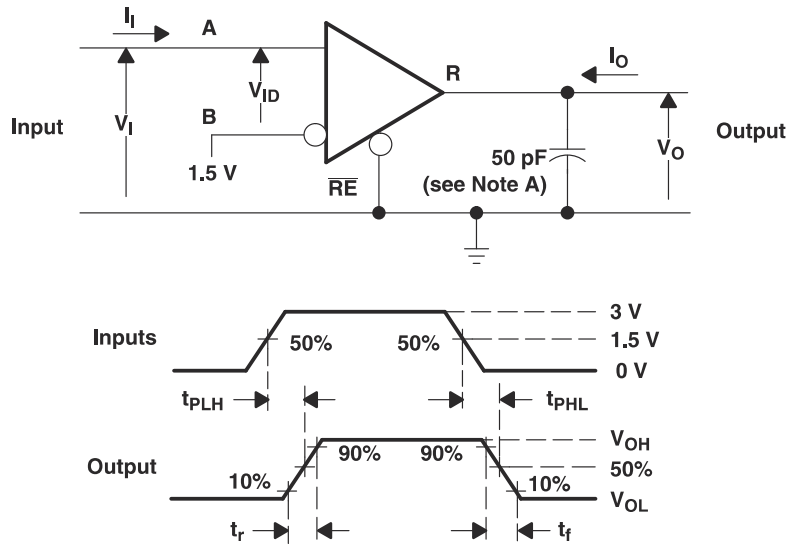 I_I
A
I_O
R
V_ID
Input
V_I
B
Output
50 pF
V_O
1.5 V
(see Note A)
RE
3 V
Inputs
50%
50%
1.5 V
0 V
t_PLH
t_PHL
V_OH
90%
90%
Output
50%
10%
10%
V_OL
t_r
t_f